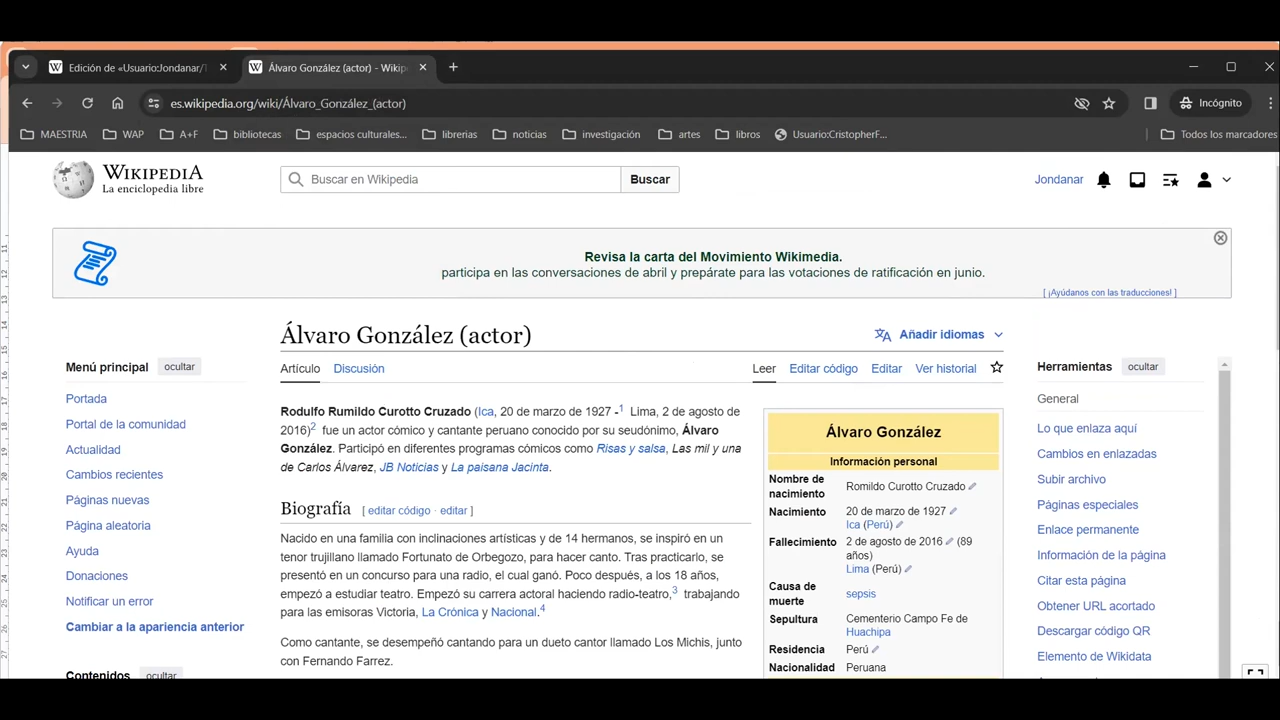 Edición de «Usuario:Jondanar/
Álvaro González (actor) - Wikip
es.wikipedia.org/wiki/Álvaro_González_(actor)
Incógnito
MAESTRIA
WAP
A+F
bibliotecas
espacios culturales...
librerias
noticias
investigación
artes
libros
Usuario:CristopherF...
Todos los marcadores
WIKIPEDIA
La enciclopedia libre
Buscar en Wikipedia
Buscar
Jondanar
Revisa la carta del Movimiento Wikimedia.
participa en las conversaciones de abril y prepárate para las votaciones de ratificación en junio.
[ ¡Ayúdanos con las traducciones! ]
Menú principal
ocultar
Portada
Portal de la comunidad
Actualidad
Cambios recientes
Páginas nuevas
Página aleatoria
Ayuda
Donaciones
Notificar un error
Cambiar a la apariencia anterior
Contenidos
ocultar
Álvaro González (actor)
Añadir idiomas
Artículo
Discusión
Leer
Editar código
Editar
Ver historial
Rodulfo Rumildo Curotto Cruzado (Ica, 20 de marzo de 1927 -1 Lima, 2 de agosto de
2016)2 fue un actor cómico y cantante peruano conocido por su seudónimo, Álvaro
González. Participó en diferentes programas cómicos como Risas y salsa, Las mil y una
de Carlos Álvarez, JB Noticias y La paisana Jacinta.
Biografía [ editar código · editar ]
Nacido en una familia con inclinaciones artísticas y de 14 hermanos, se inspiró en un
tenor trujillano llamado Fortunato de Orbegozo, para hacer canto. Tras practicarlo, se
presentó en un concurso para una radio, el cual ganó. Poco después, a los 18 años,
empezó a estudiar teatro. Empezó su carrera actoral haciendo radio-teatro,3 trabajando
para las emisoras Victoria, La Crónica y Nacional.4
Como cantante, se desempeñó cantando para un dueto cantor llamado Los Michis, junto
con Fernando Farrez.
Álvaro González
Información personal
Nombre de
nacimiento
Romildo Curotto Cruzado
Nacimiento
20 de marzo de 1927
Ica (Perú)
Fallecimiento
2 de agosto de 2016 (89
años)
Lima (Perú)
Causa de
muerte
sepsis
Sepultura
Cementerio Campo Fe de
Huachipa
Residencia
Perú
Nacionalidad
Peruana
Herramientas
ocultar
General
Lo que enlaza aquí
Cambios en enlazadas
Subir archivo
Páginas especiales
Enlace permanente
Información de la página
Citar esta página
Obtener URL acortado
Descargar código QR
Elemento de Wikidata